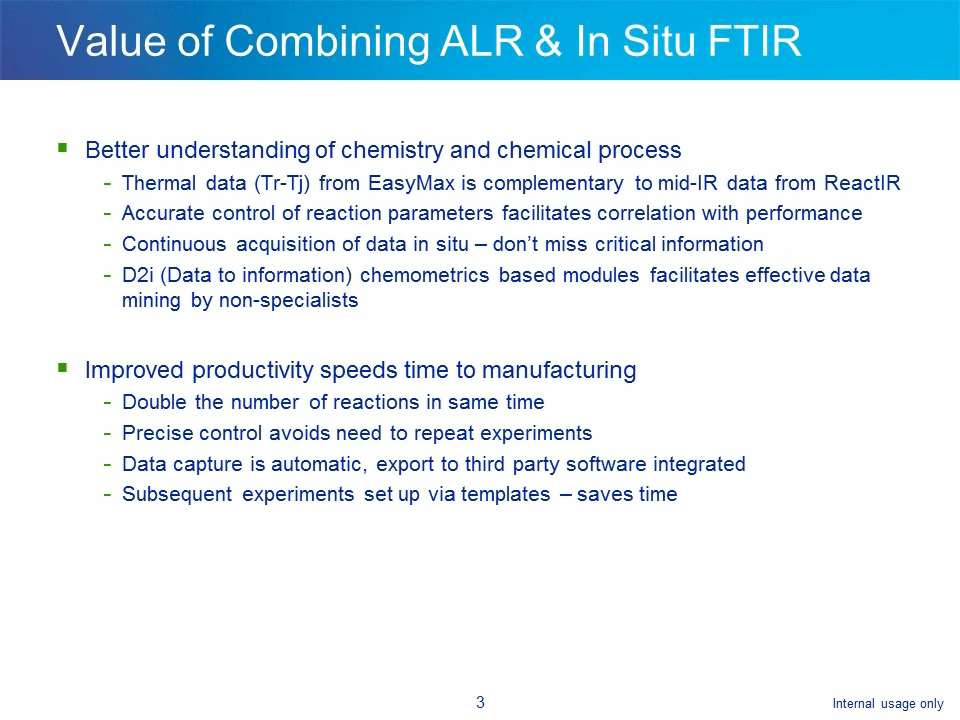 Value of Combining ALR & In Situ FTIR
▪ Better understanding of chemistry and chemical process
- Thermal data (Tr-Tj) from EasyMax is complementary to mid-IR data from ReactIR
- Accurate control of reaction parameters facilitates correlation with performance
- Continuous acquisition of data in situ – don't miss critical information
- D2i (Data to information) chemometrics based modules facilitates effective data
mining by non-specialists
▪ Improved productivity speeds time to manufacturing
- Double the number of reactions in same time
- Precise control avoids need to repeat experiments
- Data capture is automatic, export to third party software integrated
- Subsequent experiments set up via templates – saves time
3
Internal usage only